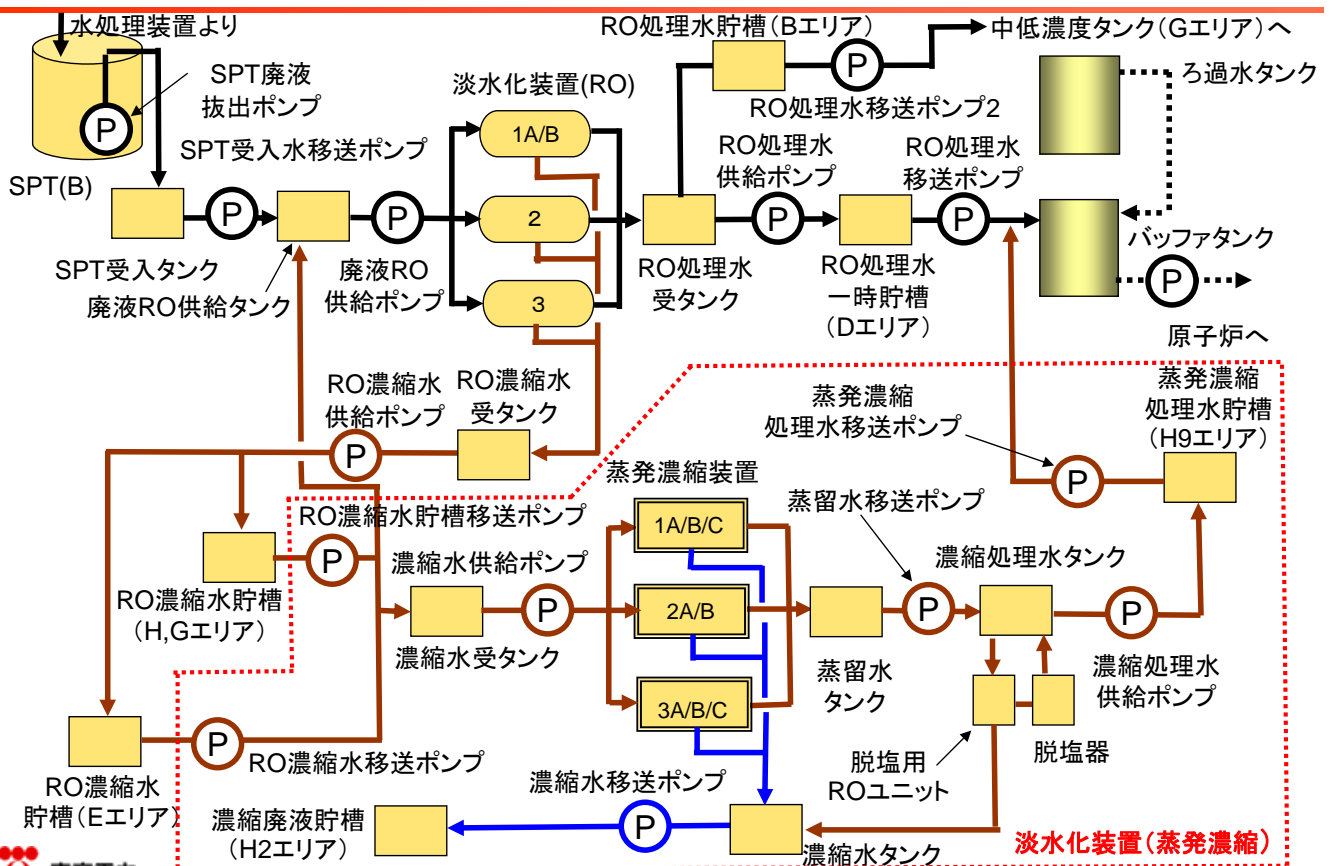 水処理装置より
RO処理水貯槽(Bエリア)
中低濃度タンク(Gエリア)へ
SPT廃液
抜出ポンプ
P
P
ろ過水タンク
淡水化装置(RO)
RO処理水移送ポンプ2
1A/B
SPT受入水移送ポンプ
RO処理水
供給ポンプ
RO処理水
移送ポンプ
SPT(B)
P
P
2
P
P
バッファタンク
SPT受入タンク
廃液RO供給タンク
廃液RO
供給ポンプ
3
RO処理水
受タンク
RO処理水
一時貯槽
(Dエリア)
P
原子炉へ
RO濃縮水
供給ポンプ
RO濃縮水
受タンク
蒸発濃縮
処理水移送ポンプ
蒸発濃縮
処理水貯槽
(H9エリア)
P
P
蒸発濃縮装置
蒸留水移送ポンプ
RO濃縮水貯槽移送ポンプ
1A/B/C
P
濃縮水供給ポンプ
濃縮処理水タンク
RO濃縮水貯槽
(H,Gエリア)
P
2A/B
P
P
濃縮水受タンク
蒸留水
タンク
濃縮処理水
供給ポンプ
3A/B/C
P
RO濃縮水移送ポンプ
脱塩用
ROユニット
脱塩器
RO濃縮水
貯槽(Eエリア)
濃縮水移送ポンプ
濃縮廃液貯槽
(H2エリア)
P
濃縮水タンク
淡水化装置(蒸発濃縮)